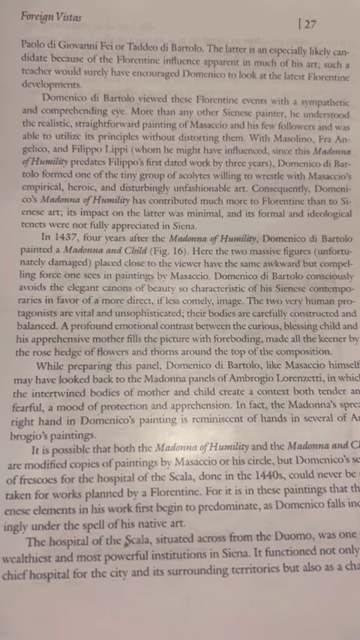 Foreign Vistas
[ 27
Paolo di Giovanni Fei or Taddeo di Bartolo. The latter is an especially likely can-
didate because of the Florentine influence apparent in much of his art; such a
teacher would surely have encouraged Domenico to look at the latest Florentine
developments.
Domenico di Bartolo viewed these Florentine events with a sympathetic
and comprehending eye. More than any other Sienese painter, he understood
the realistic, straightforward painting of Masaccio and his few followers and was
able to utilize its principles without distorting them. With Masolino, Fra An-
gelico, and Filippo Lippi (whom he might have influenced, since this Madonna
of Humility predates Filippo's first dated work by three years), Domenico di Bar-
tolo formed one of the tiny group of acolytes willing to wrestle with Masaccio's
empirical, heroic, and disturbingly unfashionable art. Consequently, Domeni-
co's Madonna of Humility has contributed much more to Florentine than to Si-
enese art; its impact on the latter was minimal, and its formal and ideological
tenets were not fully appreciated in Siena.
In 1437, four years after the Madonna of Humility, Domenico di Bartolo
painted a Madonna and Child (Fig. 16). Here the two massive figures (unfortu-
nately damaged) placed close to the viewer have the same awkward but compel-
ling force one sees in paintings by Masaccio. Domenico di Bartolo consciously
avoids the elegant canons of beauty so characteristic of his Sienese contempo-
raries in favor of a more direct, if less comely, image. The two very human pro-
tagonists are vital and unsophisticated; their bodies are carefully constructed and
balanced. A profound emotional contrast between the curious, blessing child and
his apprehensive mother fills the picture with foreboding, made all the keener by
the rose hedge of flowers and thorns around the top of the composition.
While preparing this panel, Domenico di Bartolo, like Masaccio himself
may have looked back to the Madonna panels of Ambrogio Lorenzetti, in which
the intertwined bodies of mother and child create a context both tender an
fearful, a mood of protection and apprehension. In fact, the Madonna's sprea
right hand in Domenico's painting is reminiscent of hands in several of Am
brogio's paintings.
It is possible that both the Madonna of Humility and the Madonna and C
are modified copies of paintings by Masaccio or his circle, but Domenico's se
of frescoes for the hospital of the Scala, done in the 1440s, could never be
taken for works planned by a Florentine. For it is in these paintings that th
enese elements in his work first begin to predominate, as Domenico falls inc
ingly under the spell of his native art.
The hospital of the Scala, situated across from the Duomo, was one
wealthiest and most powerful institutions in Siena. It functioned not only
chief hospital for the city and its surrounding territories but also as a cha